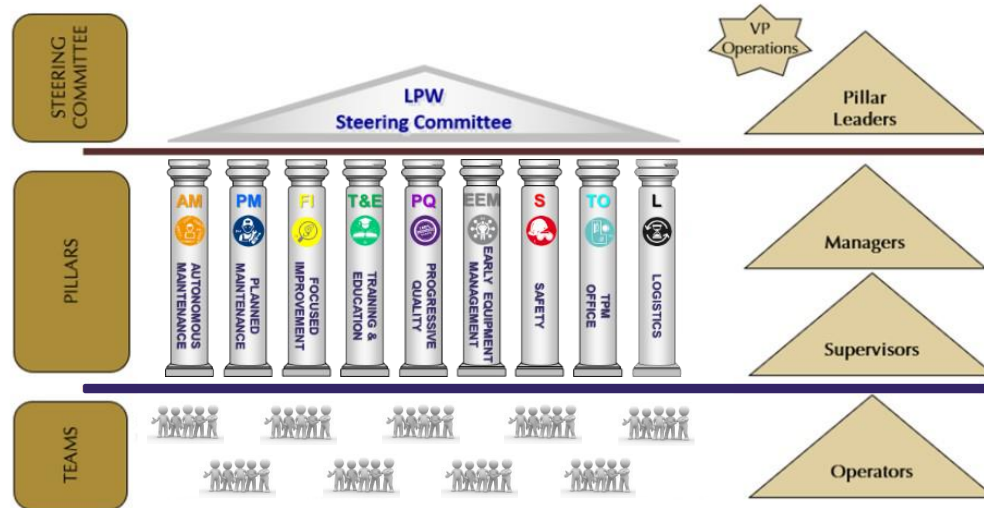 STEERING
COMMITTEE
LPW
Steering Committee
VP
Operations
Pillar
Leaders
PILLARS
AM
AUTONOMOUS
MAINTENANCE
PM
PLANNED
MAINTENANCE
FI
FOCUSED
IMPROVEMENT
T&E
TRAINING &
EDUCATION
PQ
PROGRESSIVE
QUALITY
EEM
EARLY EQUIPMENT
MANAGEMENT
S
SAFETY
TO
TPM
OFFICE
L
LOGISTICS
Managers
Supervisors
TEAMS
Operators